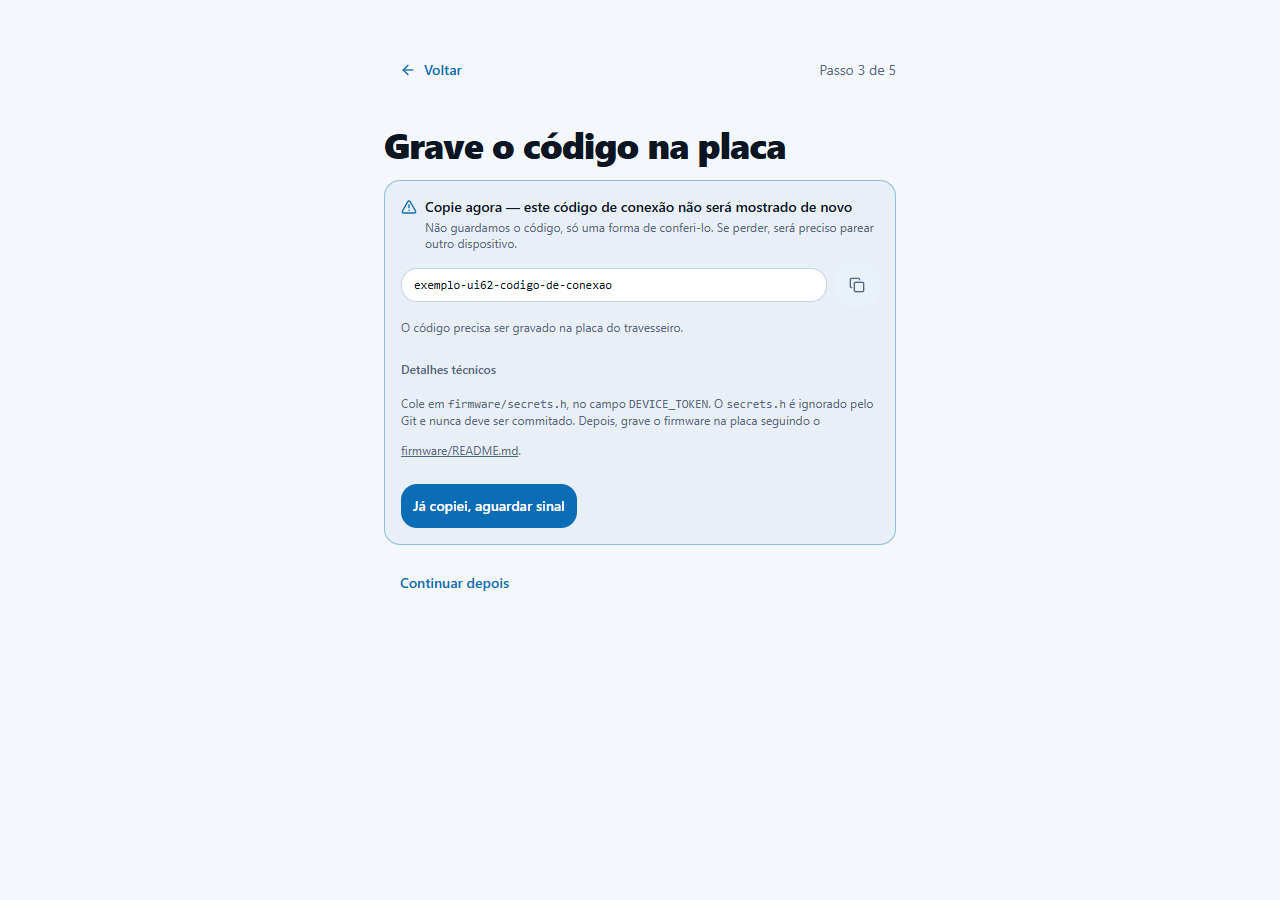 Voltar
Passo 3 de 5
Grave o código na placa
Copie agora — este código de conexão não será mostrado de novo
Não guardamos o código, só uma forma de conferi-lo. Se perder, será preciso parear
outro dispositivo.
exemplo-ui62-codigo-de-conexao
O código precisa ser gravado na placa do travesseiro.
Detalhes técnicos
Cole em firmware/secrets.h, no campo DEVICE_TOKEN. O secrets.h é ignorado pelo
Git e nunca deve ser commitado. Depois, grave o firmware na placa seguindo o
firmware/README.md.
Já copiei, aguardar sinal
Continuar depois